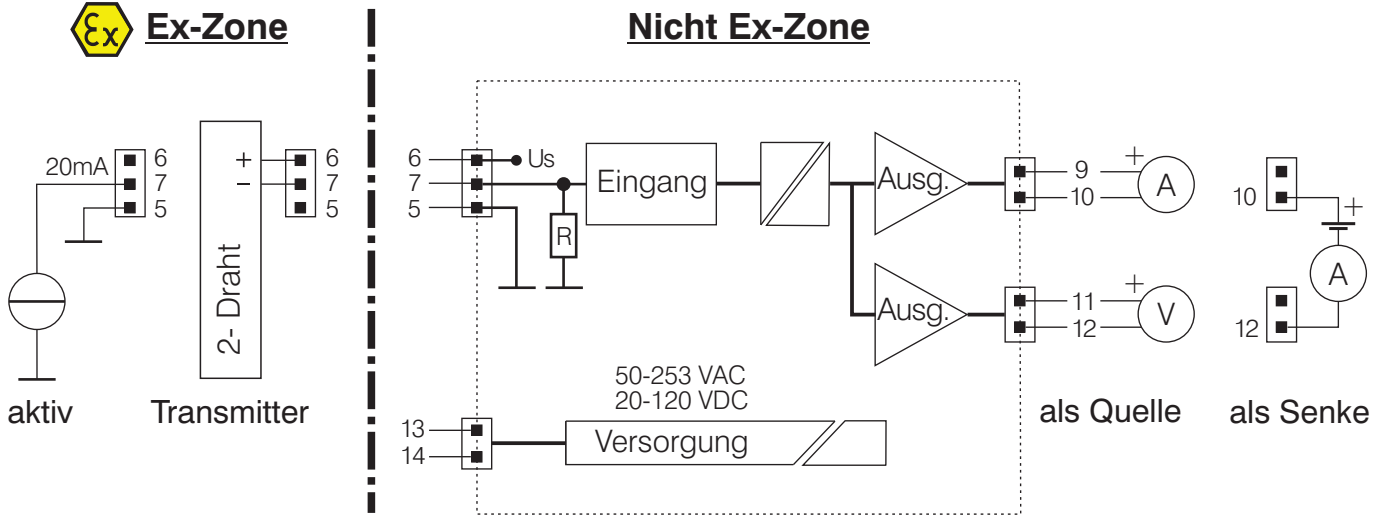 Ex Ex-Zone
Nicht Ex-Zone
20mA
6
7
5
+
−
2- Draht
6
7
5
aktiv
Transmitter
6
7
5
Us
R
Eingang
Ausg.
Ausg.
9
10
+
A
11
12
+
V
10
+
A
12
als Quelle
als Senke
50-253 VAC
20-120 VDC
13
14
Versorgung